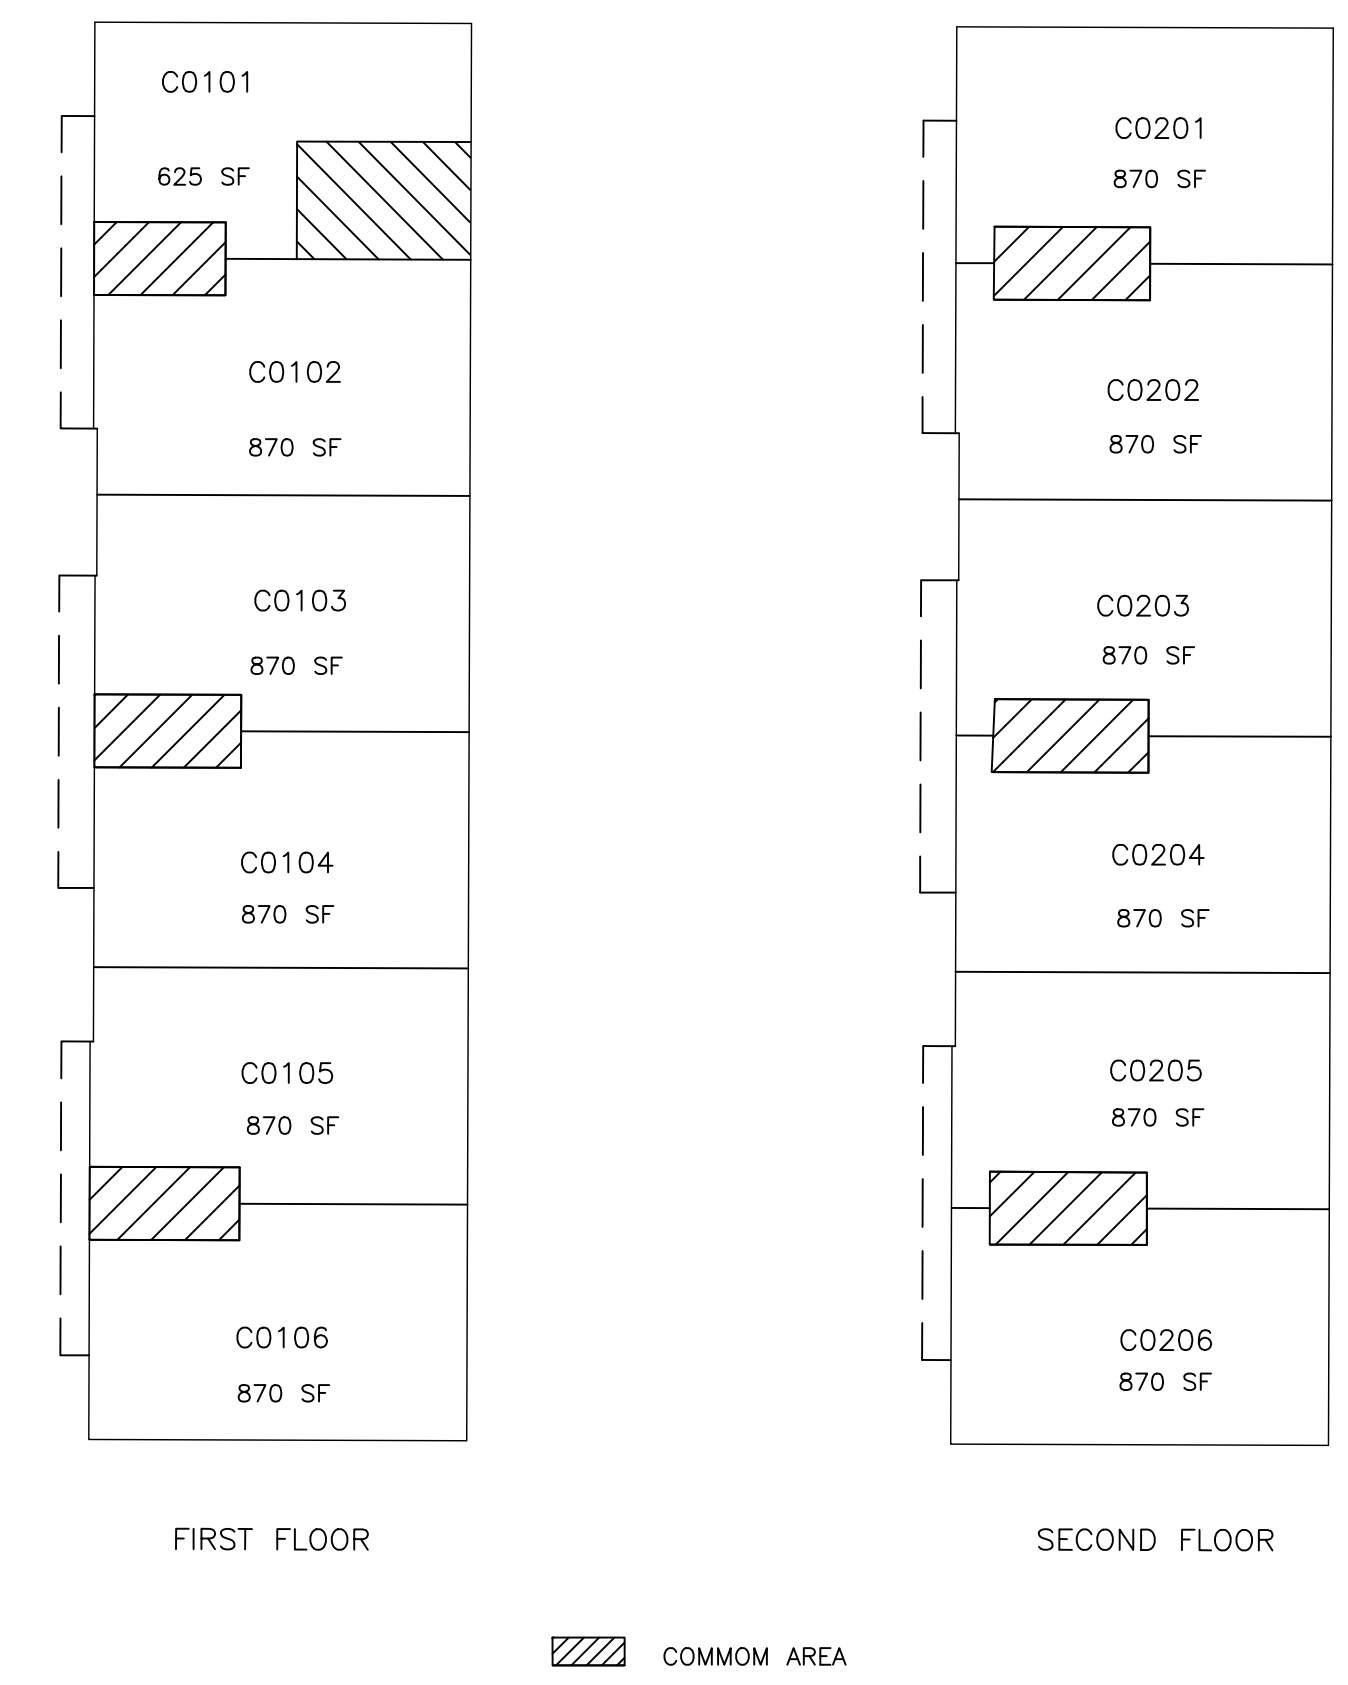 C0101
625 SF
C0102
870 SF
C0103
870 SF
C0104
870 SF
C0105
870 SF
C0106
870 SF
FIRST FLOOR
C0201
870 SF
C0202
870 SF
C0203
870 SF
C0204
870 SF
C0205
870 SF
C0206
870 SF
SECOND FLOOR
COMMOM AREA